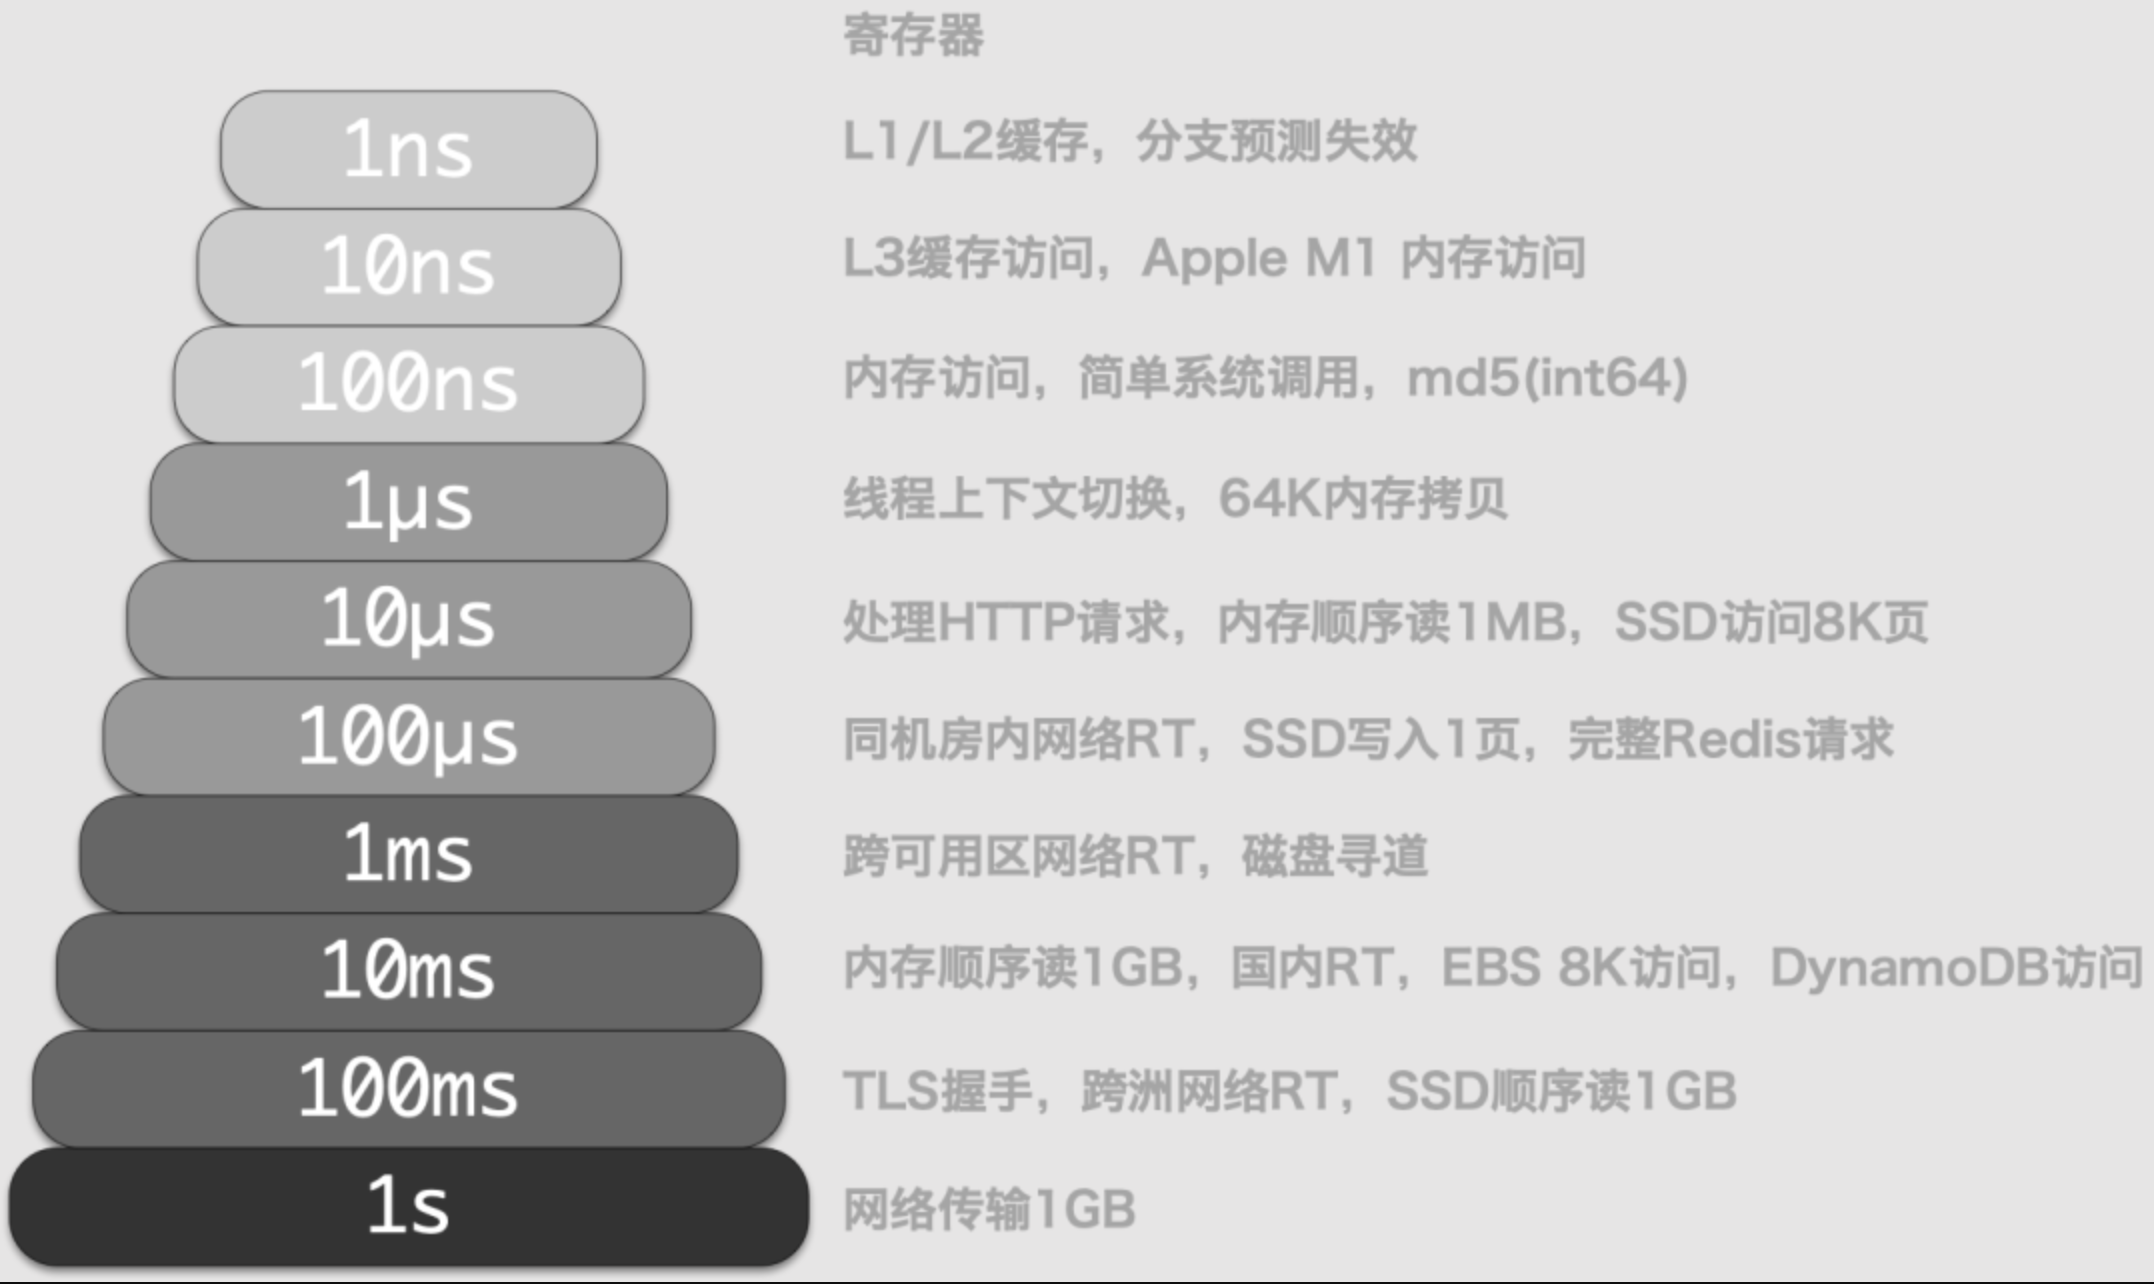 寄存器
1ns L1/L2缓存，分支预测失效
10ns L3缓存访问，Apple M1 内存访问
100ns 内存访问，简单系统调用，md5(int64)
1μs 线程上下文切换，64K内存拷贝
10μs 处理HTTP请求，内存顺序读1MB，SSD访问8K页
100μs 同机房内网络RT，SSD写入1页，完整Redis请求
1ms 跨可用区网络RT，磁盘寻道
10ms 内存顺序读1GB，国内RT，EBS 8K访问，DynamoDB访问
100ms TLS握手，跨洲网络RT，SSD顺序读1GB
1s 网络传输1GB